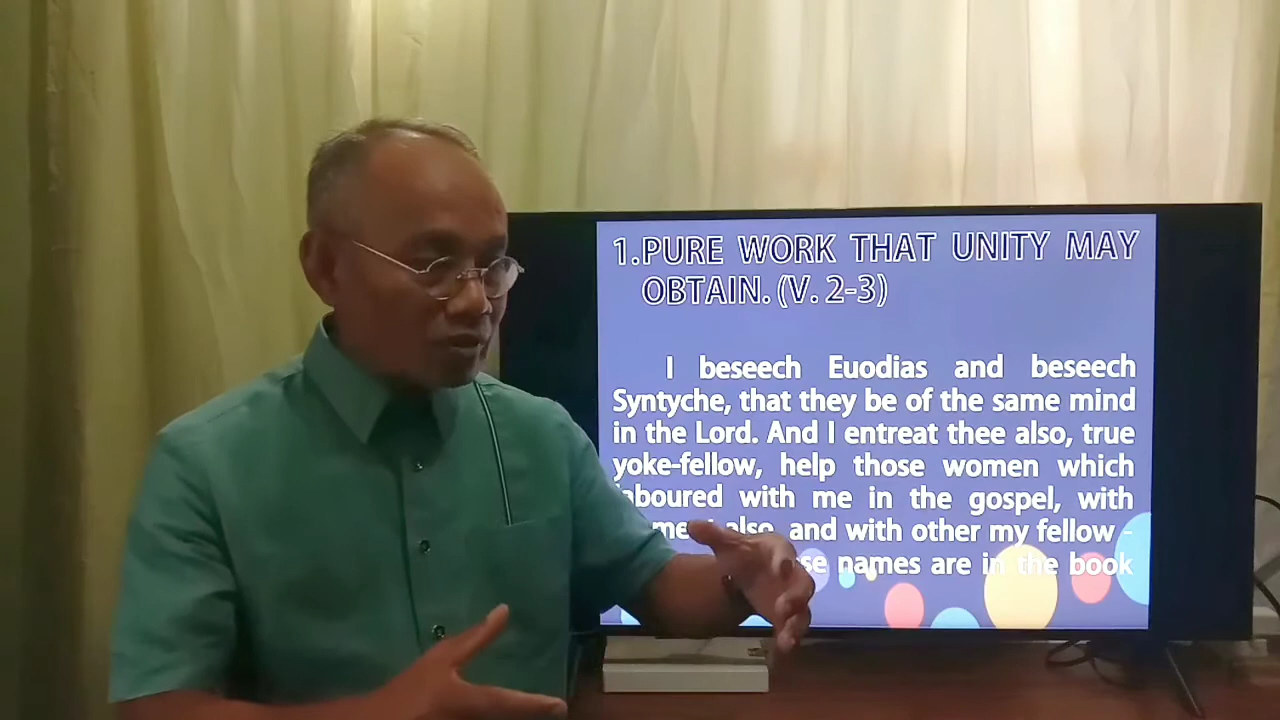 1.PURE WORK THAT UNITY MAY
OBTAIN. (V. 2-3)
I beseech Euodias and beseech
Syntyche, that they be of the same mind
in the Lord. And I entreat thee also, true
yoke-fellow, help those women which
laboured with me in the gospel, with
also, and with other my fellow -
names are in the book